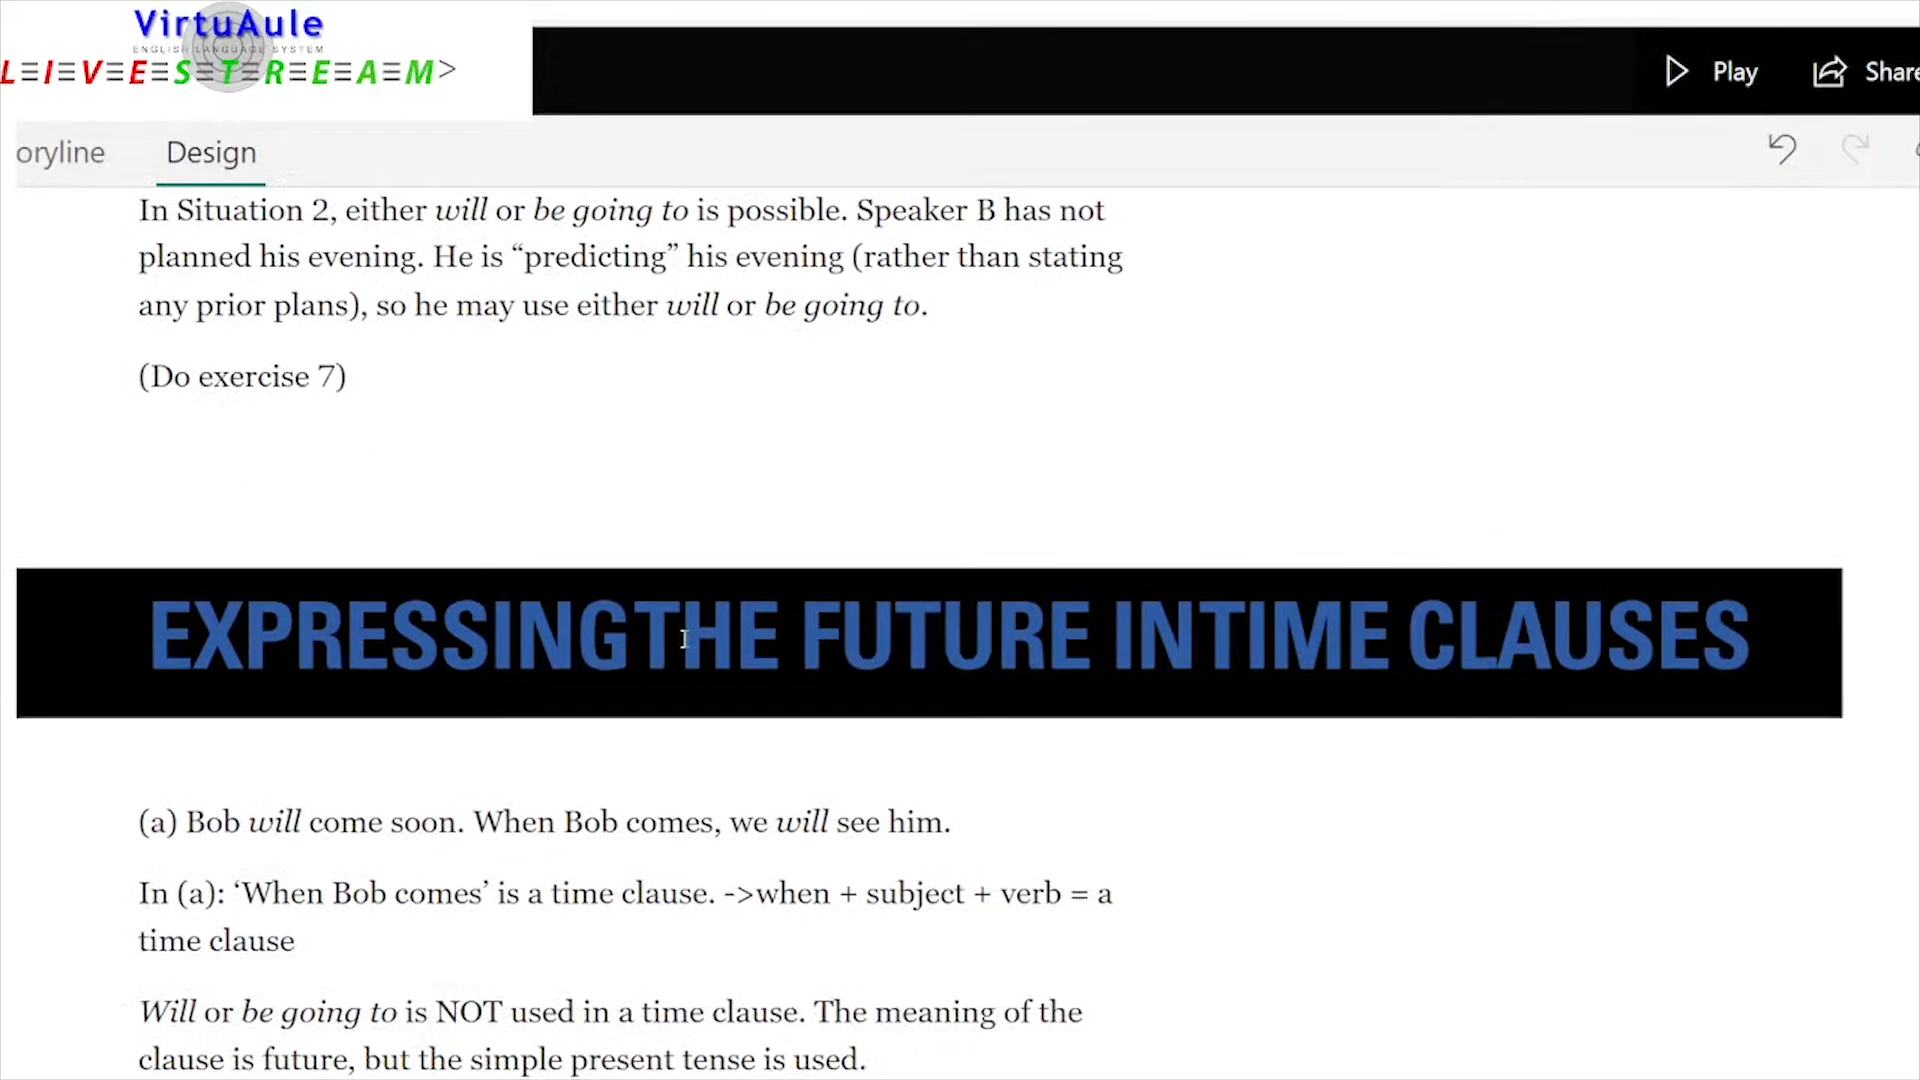 VirtuAule
ENGLISH LANGUAGE SYSTEM
L≡I≡V≡E≡S≡T≡R≡E≡A≡M>
Play
Share
oryline
Design
In Situation 2, either will or be going to is possible. Speaker B has not
planned his evening. He is “predicting” his evening (rather than stating
any prior plans), so he may use either will or be going to.
(Do exercise 7)
EXPRESSINGTHE FUTURE INTIME CLAUSES
(a) Bob will come soon. When Bob comes, we will see him.
In (a): ‘When Bob comes’ is a time clause. ->when + subject + verb = a
time clause
Will or be going to is NOT used in a time clause. The meaning of the
clause is future, but the simple present tense is used.